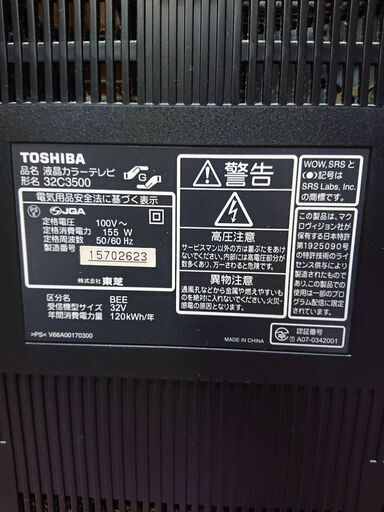 TOSHIBA
品名 液晶カラーテレビ
形名 32C3500
G
電気用品安全法に基づく表示
JQA
定格電圧 100V～
定格消費電力 155 W
定格周波数 50/60 Hz
製造番号 15702623
株式会社 東芝
区分名 BEE
受信機型サイズ 32V
年間消費電力量 120kWh/年
>PS< V66A00170300
警告
高圧注意
サービスマン以外の方は裏ぶたをあけ
ないでください。内部には高電圧部分が
数多くあり、万一さわると危険です。
異物注意
通風孔などから金属や燃えやすいもの
を絶対に入れないでください。火災、
感電の原因となります。
MADE IN CHINA
WOW, SRS と
記号は
SRS Labs, Inc.
の商標です。
この製品は、マク
ロヴィジョン社が
保有する日本特許
第1925090号
の特許技術のライ
センス供与により
この製品での
使用は一部のプロ
グラム配信に限定
されています。
認証番号
A07-0342001